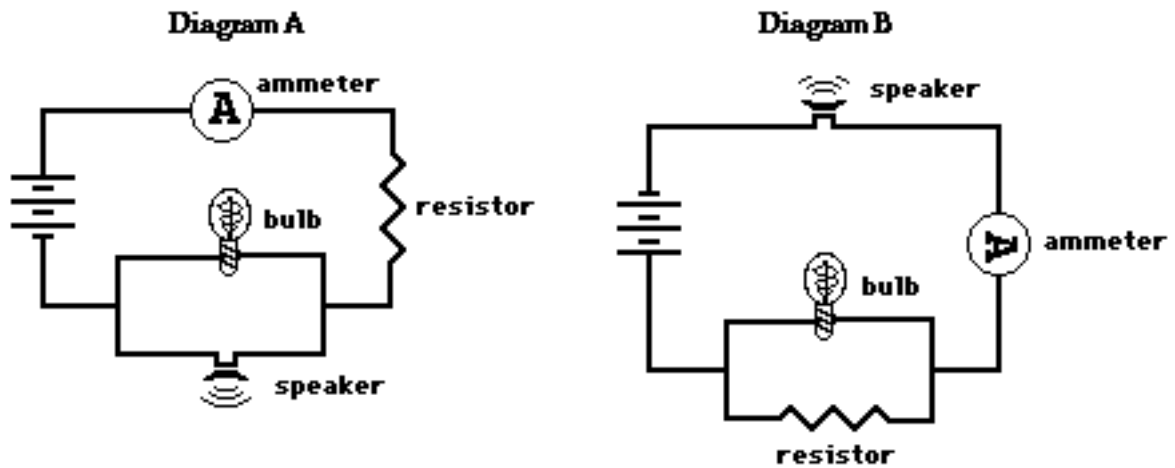 Diagram A
ammeter
A
resistor
bulb
speaker
Diagram B
speaker
A
ammeter
bulb
resistor